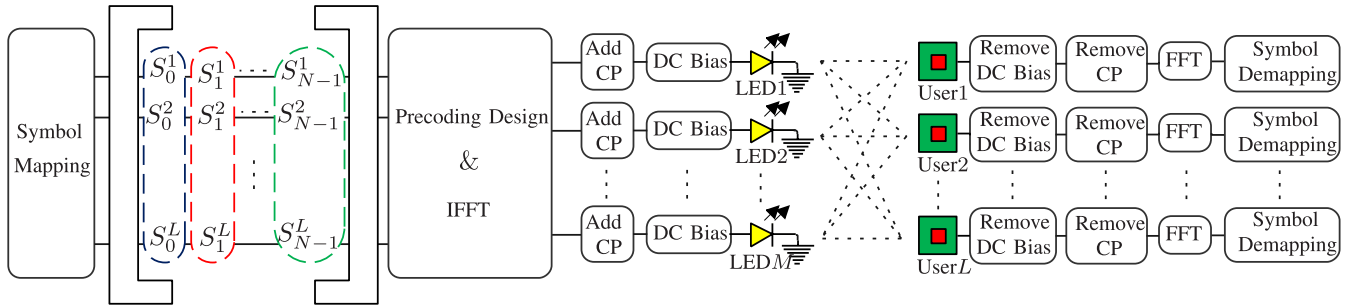 Symbol
Mapping
S_0^1 S_1^1 ..... S_{N-1}^1
S_0^2 S_1^2 ..... S_{N-1}^2
S_0^L S_1^L S_{N-1}^L
Precoding Design
&
IFFT
Add
CP
DC Bias
LED1
User1
Remove
DC Bias
Remove
CP
FFT
Symbol
Demapping
Add
CP
DC Bias
LED2
User2
Remove
DC Bias
Remove
CP
FFT
Symbol
Demapping
Add
CP
DC Bias
LEDM
UserL
Remove
DC Bias
Remove
CP
FFT
Symbol
Demapping